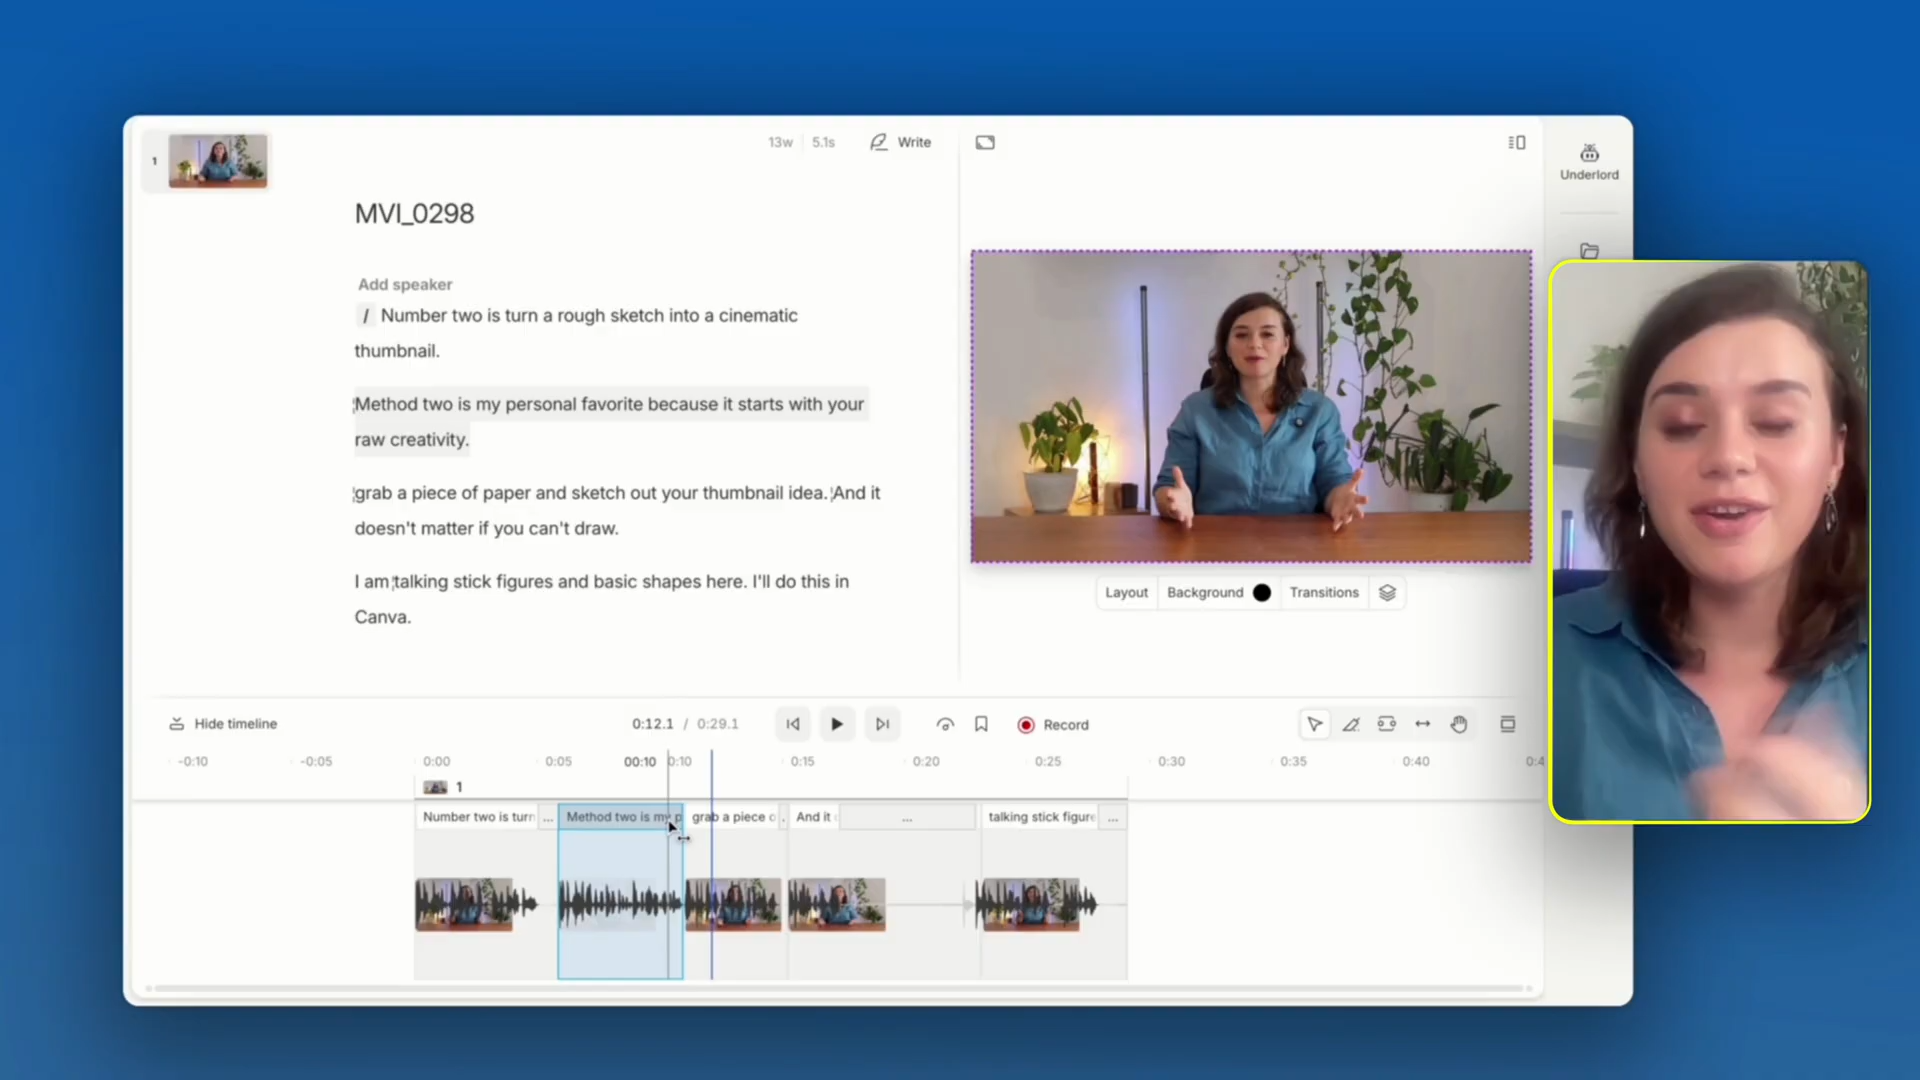 1
13w
5.1s
Write
Underlord
MVI_0298
Add speaker
/ Number two is turn a rough sketch into a cinematic
thumbnail.
Method two is my personal favorite because it starts with your
raw creativity.
grab a piece of paper and sketch out your thumbnail idea. And it
doesn't matter if you can't draw.
I am talking stick figures and basic shapes here. I'll do this in
Canva.
Layout
Background
Transitions
Hide timeline
0:12.1 / 0:29.1
Record
-0:10
-0:05
0:00
0:05
00:10
0:10
0:15
0:20
0:25
0:30
0:35
0:40
0:4
1
Number two is turn
...
Method two is my p
grab a piece o
.
And it
...
talking stick figure
...